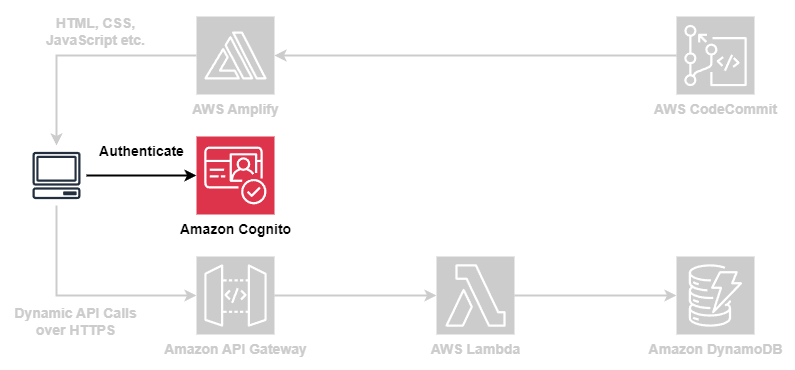 HTML, CSS,
JavaScript etc.
AWS Amplify
AWS CodeCommit
Authenticate
Amazon Cognito
Dynamic API Calls
over HTTPS
Amazon API Gateway
AWS Lambda
Amazon DynamoDB